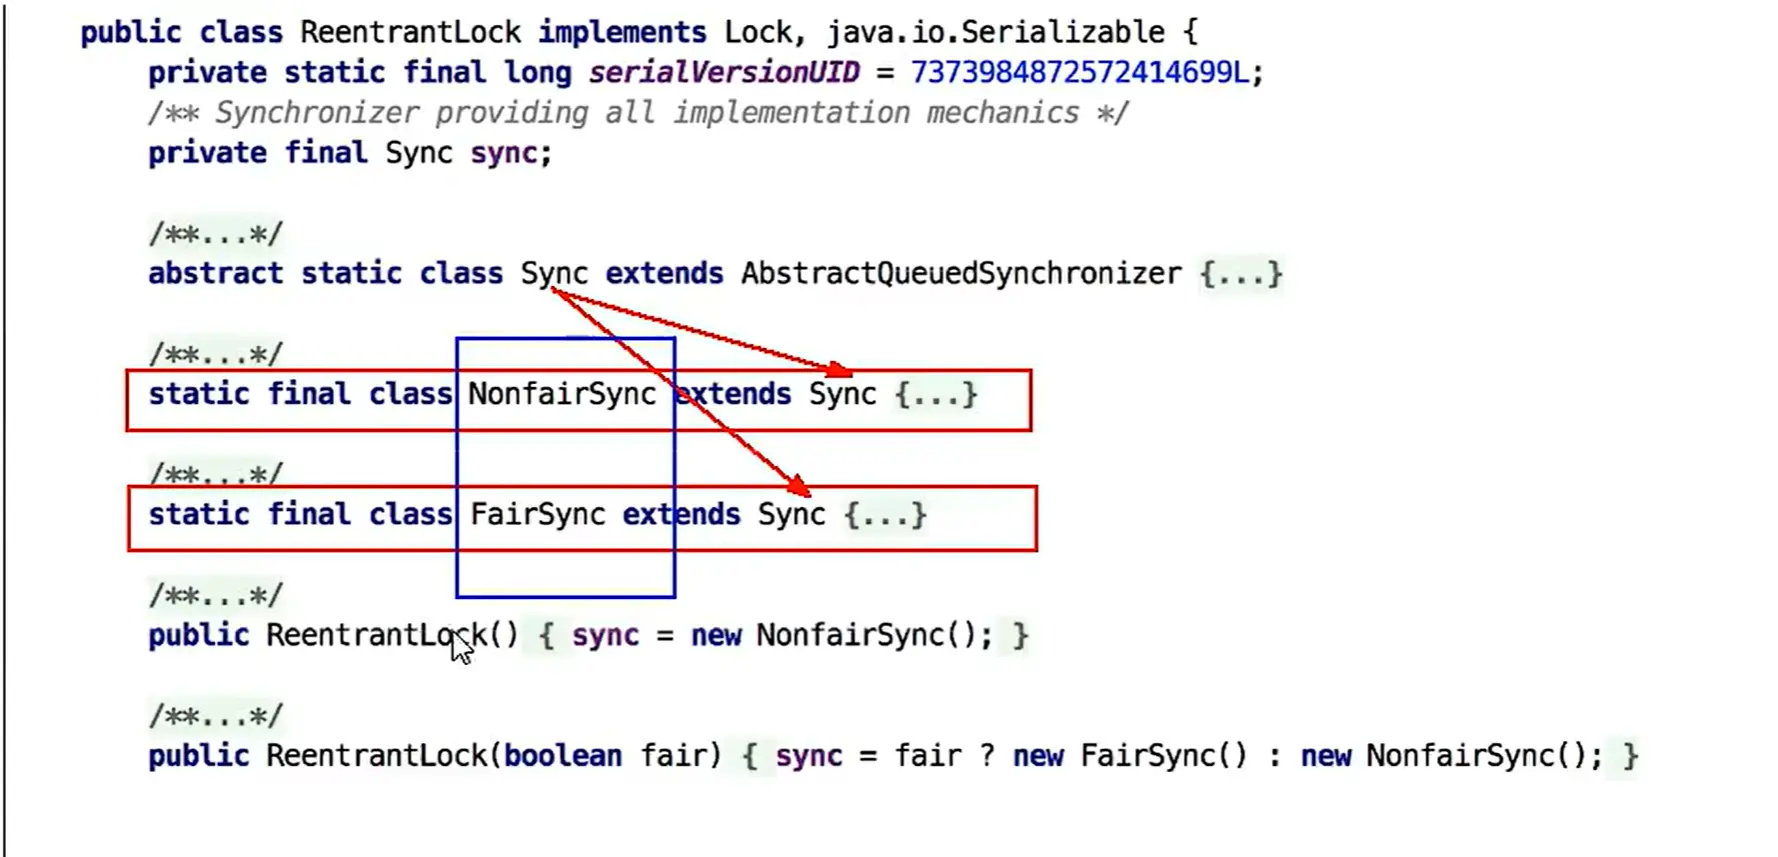 public class ReentrantLock implements Lock, java.io.Serializable {
private static final long serialVersionUID = 7373984872572414699L;
/** Synchronizer providing all implementation mechanics */
private final Sync sync;
/**...*/
abstract static class Sync extends AbstractQueuedSynchronizer {...}
/**...*/
static final class NonfairSync extends Sync {...}
/**...*/
static final class FairSync extends Sync {...}
/**...*/
public ReentrantLock() { sync = new NonfairSync(); }
/**...*/
public ReentrantLock(boolean fair) { sync = fair ? new FairSync() : new NonfairSync(); }